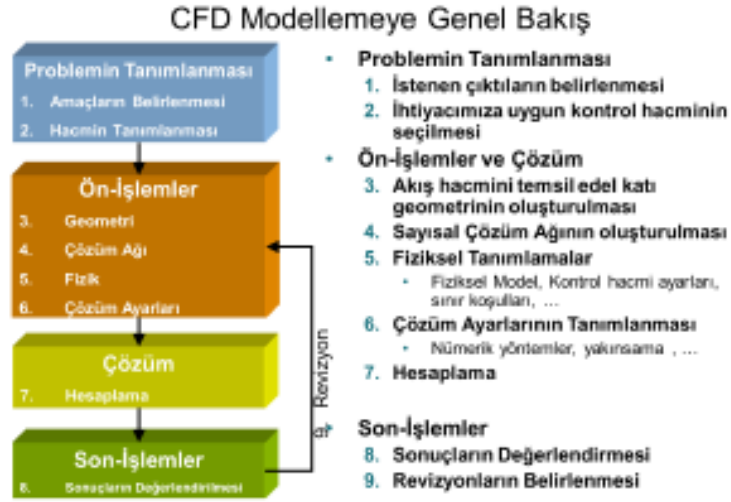 CFD Modellemeye Genel Bakış
Problemin Tanımlanması
1. Amaçların Belirlenmesi
2. Hacmin Tanımlanması
Ön-İşlemler
3. Geometri
4. Çözüm Ağı
5. Fizik
6. Çözüm Ayarları
Çözüm
7. Hesaplama
Son-İşlemler
8. Sonuçların Değerlendirilmesi
9. Revizyon
• Problemin Tanımlanması
1. İstenen çıktıların belirlenmesi
2. İhtiyacımıza uygun kontrol hacminin
seçilmesi
• Ön-İşlemler ve Çözüm
3. Akış hacmini temsil edel katı
geometrinin oluşturulması
4. Sayısal Çözüm Ağının oluşturulması
5. Fiziksel Tanımlamalar
• Fiziksel Model, Kontrol hacmi ayarları,
sınır koşulları, …
6. Çözüm Ayarlarının Tanımlanması
• Nümerik yöntemler, yakınsama , …
7. Hesaplama
• Son-İşlemler
8. Sonuçların Değerlendirmesi
9. Revizyonların Belirlenmesi